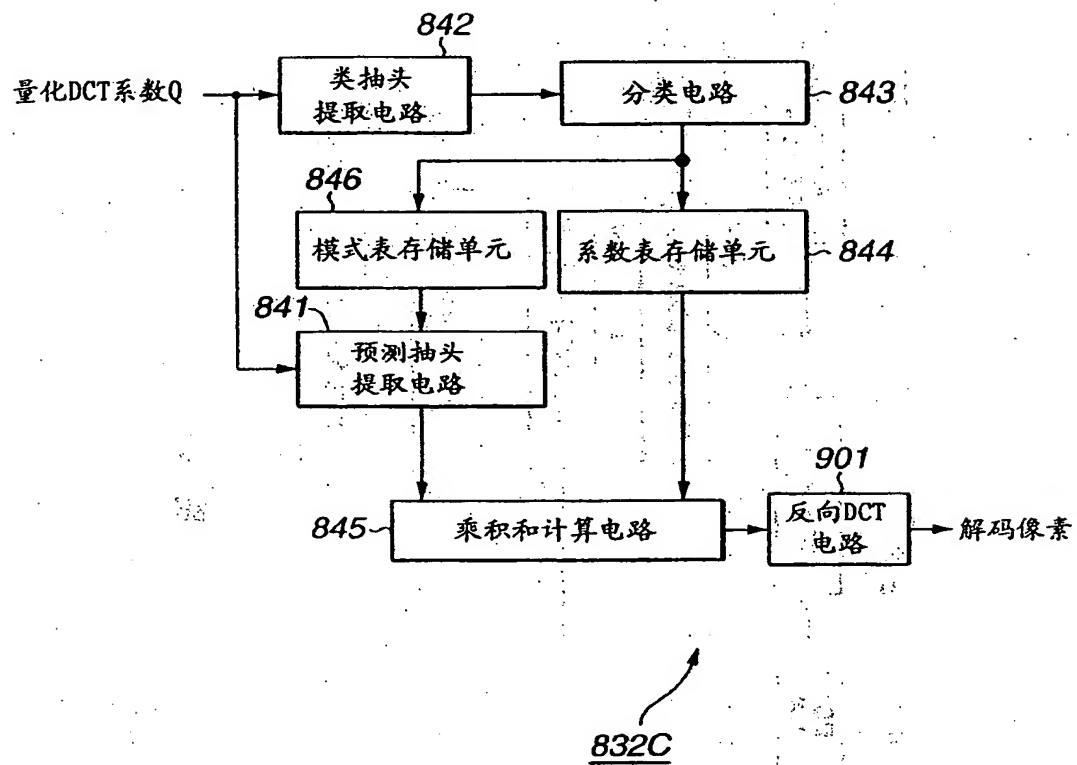 842
量化DCT系数Q
类抽头
提取电路
分类电路
843
846
模式表存储单元
系数表存储单元
844
841
预测抽头
提取电路
901
845
乘积和计算电路
反向DCT
电路
解码像素
832C